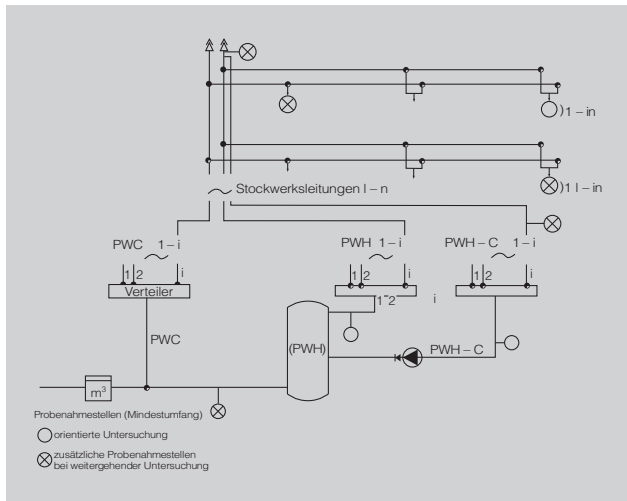 )1 – in
)1 l – in
Stockwerksleitungen l – n
PWC 1 – i
PWH 1 – i
PWH – C 1 – i
1 2 i
1 2 i
1 2 i
Verteiler
1 2 i
PWC
(PWH)
PWH – C
m³
Probenahmestellen (Mindestumfang)
orientierte Untersuchung
zusätzliche Probenahmestellen
bei weitergehender Untersuchung